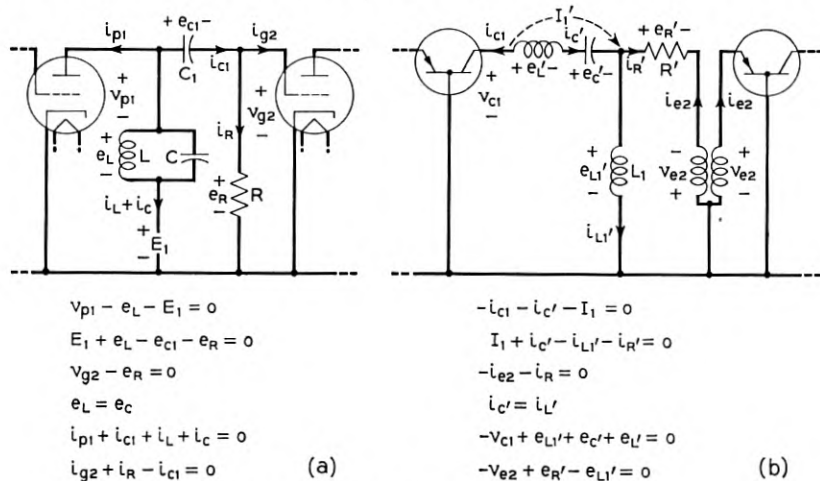 i_p1
+ e_C1 −
C_1
i_C1
i_g2
+
v_p1
−
+
v_g2
−
+
e_L
−
L
C
i_R
+
e_R
−
R
i_L + i_C
+
E_1
−
v_p1 − e_L − E_1 = 0
E_1 + e_L − e_C1 − e_R = 0
v_g2 − e_R = 0
e_L = e_C
i_p1 + i_C1 + i_L + i_C = 0
i_g2 + i_R − i_C1 = 0
(a)
I_1'
i_C1
i_C'
+ e_R' −
+ e_L' −
+ e_C' −
i_R'
R'
+
v_C1
−
i_e2
i_e2
+
e_L1'
−
L_1
−
v_e2
+
+
v_e2
−
i_L1'
−i_C1 − i_C' − I_1 = 0
I_1 + i_C' − i_L1' − i_R' = 0
−i_e2 − i_R = 0
i_C' = i_L'
−v_C1 + e_L1' + e_C' + e_L' = 0
−v_e2 + e_R' − e_L1' = 0
(b)